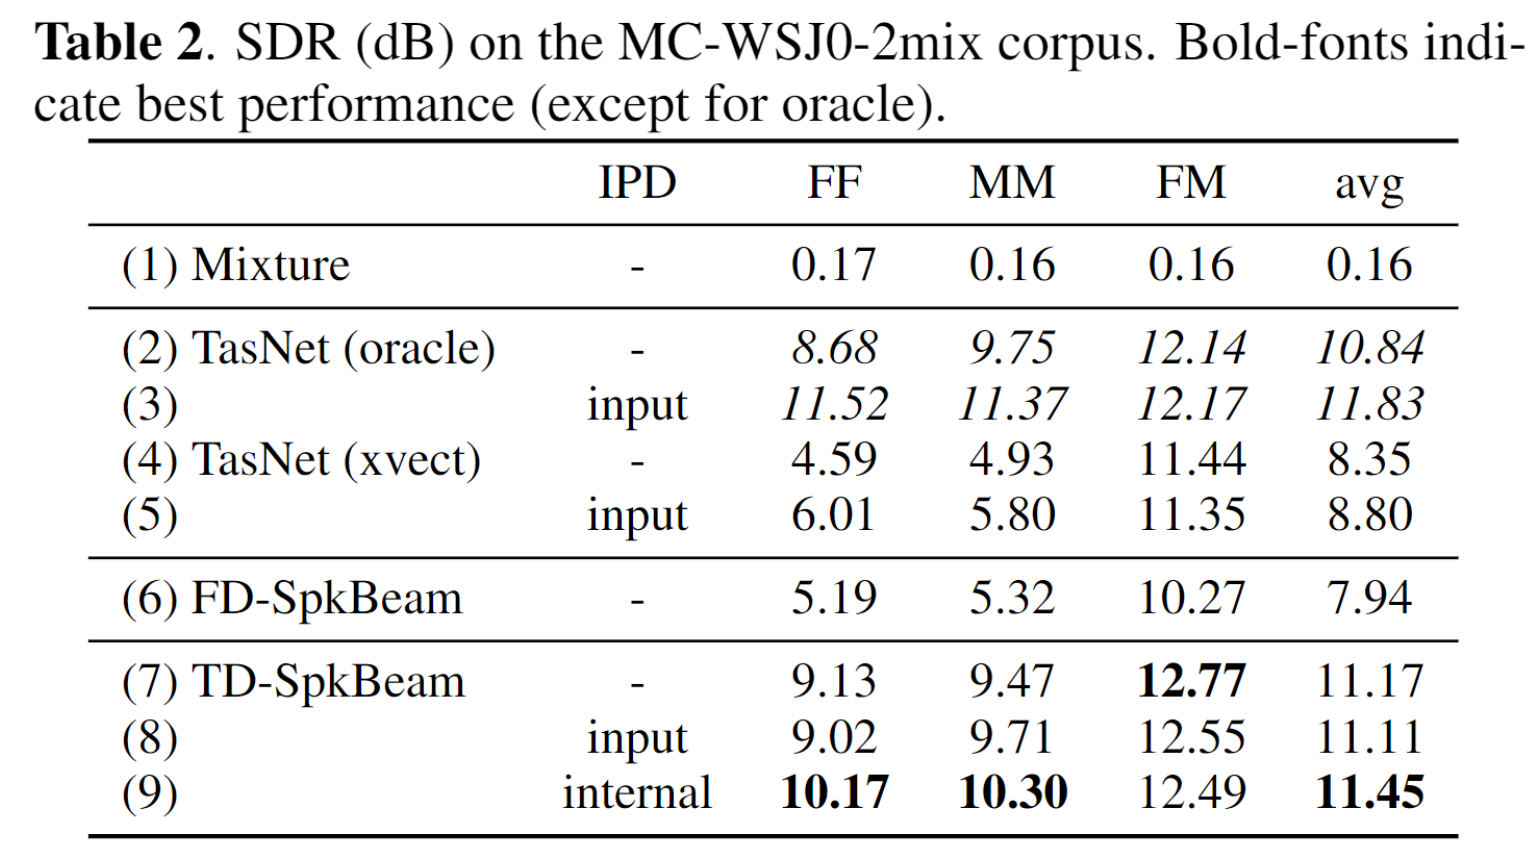 Table 2. SDR (dB) on the MC-WSJ0-2mix corpus. Bold-fonts indi-
cate best performance (except for oracle).
IPD FF MM FM avg
(1) Mixture - 0.17 0.16 0.16 0.16
(2) TasNet (oracle) - 8.68 9.75 12.14 10.84
(3) input 11.52 11.37 12.17 11.83
(4) TasNet (xvect) - 4.59 4.93 11.44 8.35
(5) input 6.01 5.80 11.35 8.80
(6) FD-SpkBeam - 5.19 5.32 10.27 7.94
(7) TD-SpkBeam - 9.13 9.47 12.77 11.17
(8) input 9.02 9.71 12.55 11.11
(9) internal 10.17 10.30 12.49 11.45